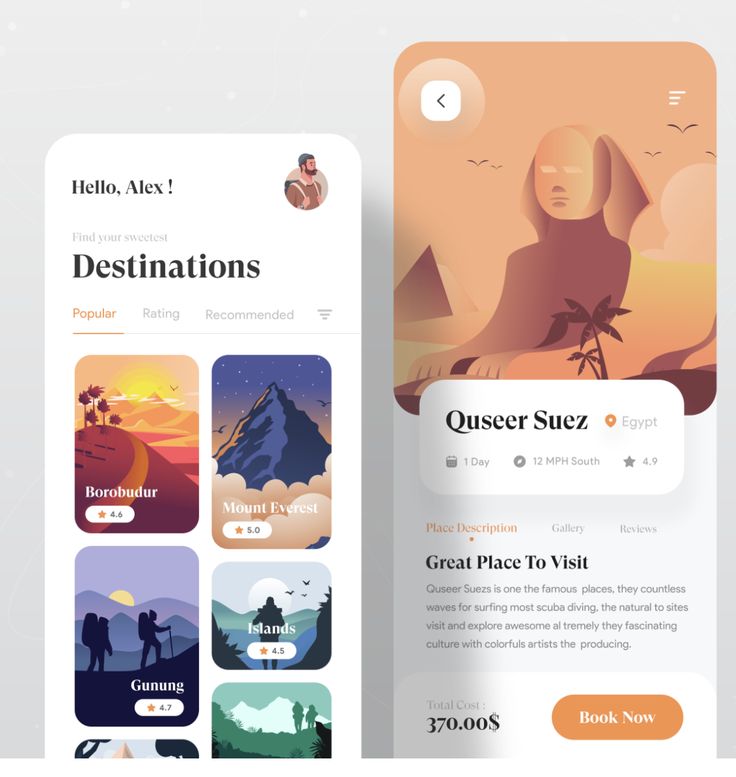 Hello, Alex !
Find your sweetest
Destinations
Popular Rating Recommended
Borobudur
4.6
Mount Everest
5.0
Gunung
4.7
Islands
4.5
Quseer Suez Egypt
1 Day 12 MPH South 4.9
Place Description Gallery Reviews
Great Place To Visit
Quseer Suezs is one the famous places, they countless
waves for surfing most scuba diving, the natural to sites
visit and explore awesome al tremely they fascinating
culture with colorfuls artists the producing.
Total Cost :
370.00$
Book Now